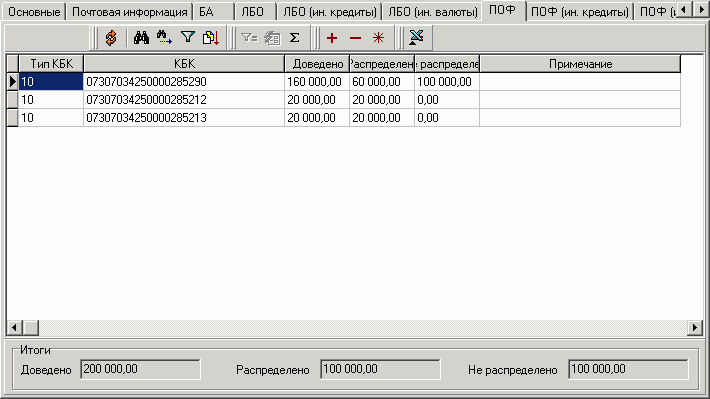 Основные Почтовая информация БА ЛБО ЛБО (ин. кредиты) ЛБО (ин. валюты) ПОФ ПОФ (ин. кредиты) ПОФ (и
Тип КБК КБК Доведено Распределен распределе Примечание
10 07307034250000285290 160 000,00 60 000,00 100 000,00
10 07307034250000285212 20 000,00 20 000,00 0,00
10 07307034250000285213 20 000,00 20 000,00 0,00
Итоги
Доведено 200 000,00 Распределено 100 000,00 Не распределено 100 000,00